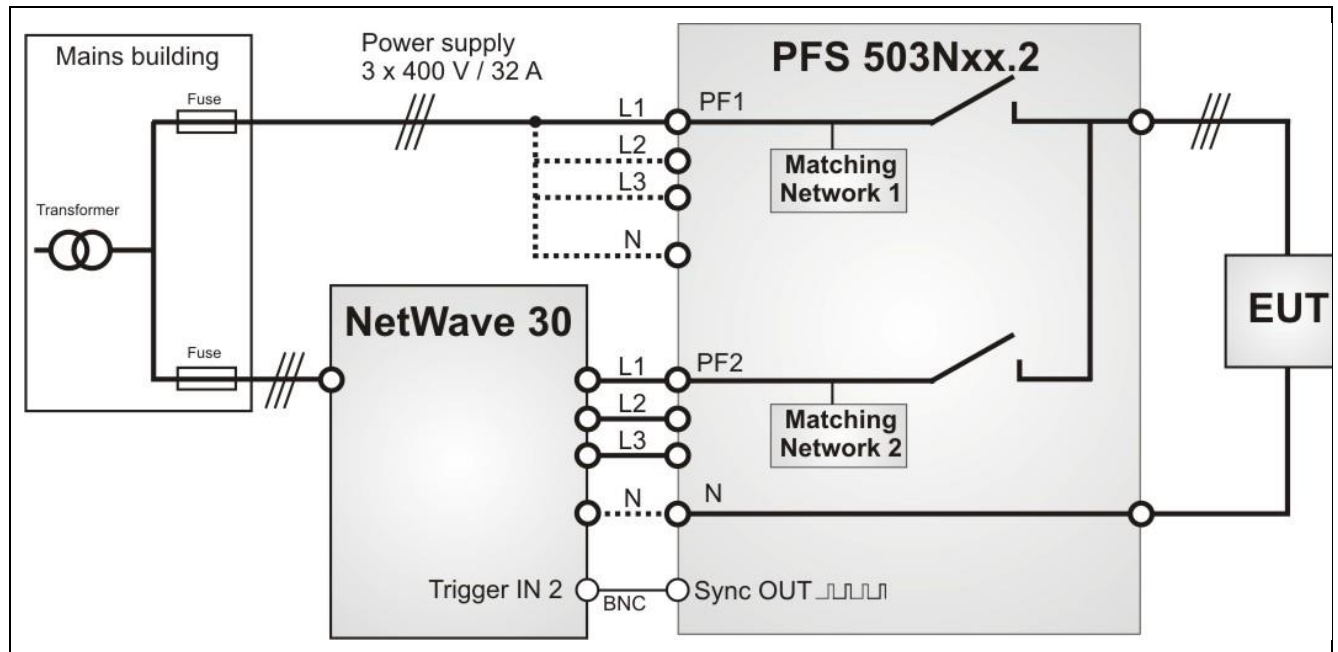 Mains building
Fuse
Transformer
Fuse
Power supply
3 x 400 V / 32 A
L1
L2
L3
N
NetWave 30
L1
L2
L3
N
Trigger IN 2
BNC
PFS 503Nxx.2
PF1
Matching
Network 1
PF2
Matching
Network 2
N
Sync OUT
EUT